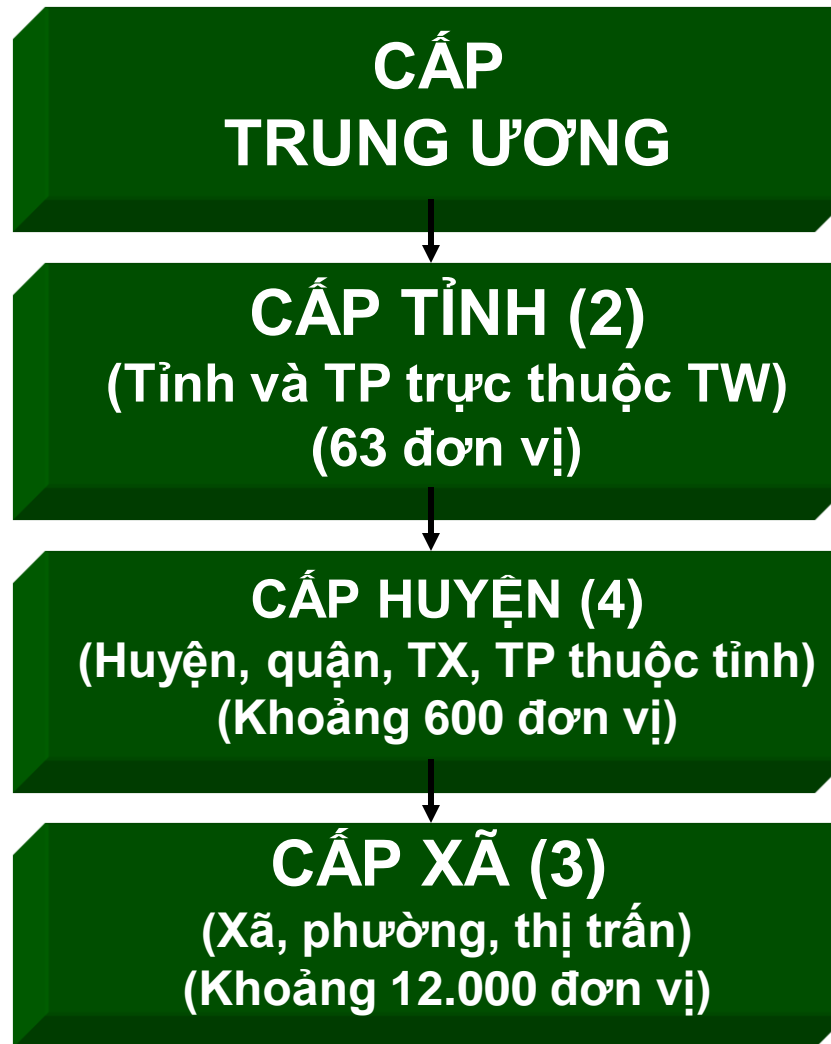 CẤP
TRUNG ƯƠNG
CẤP TỈNH (2)
(Tỉnh và TP trực thuộc TW)
(63 đơn vị)
CẤP HUYỆN (4)
(Huyện, quận, TX, TP thuộc tỉnh)
(Khoảng 600 đơn vị)
CẤP XÃ (3)
(Xã, phường, thị trấn)
(Khoảng 12.000 đơn vị)